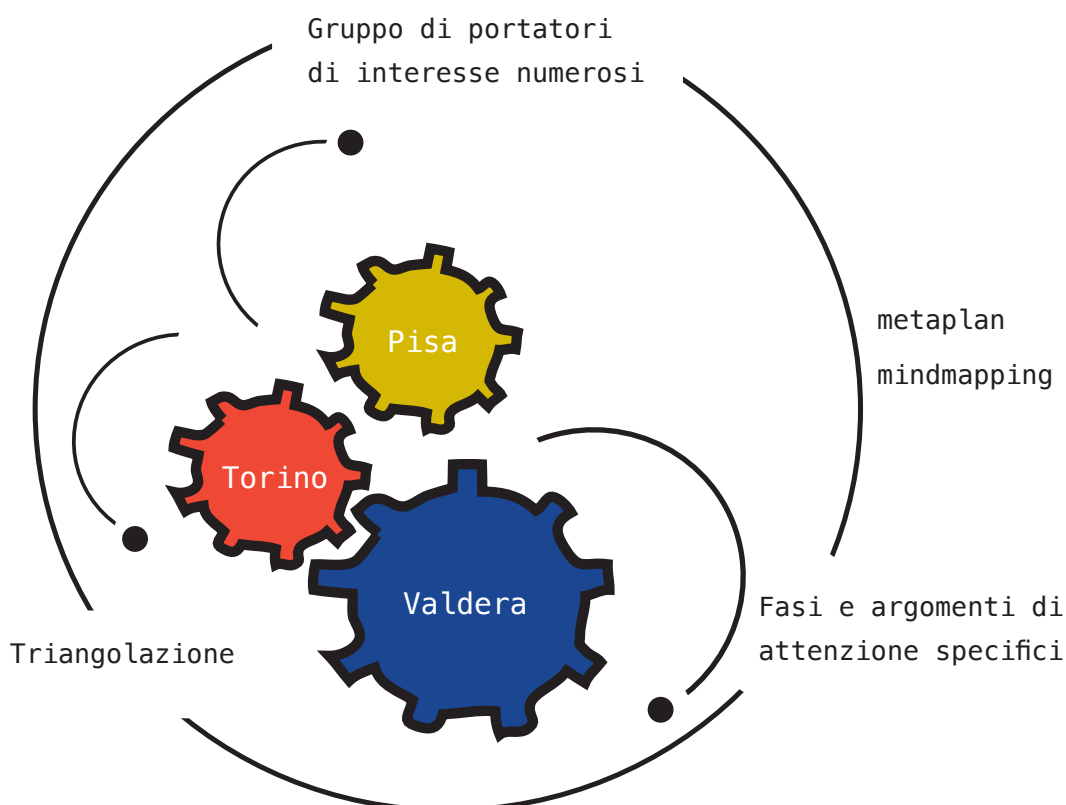 Gruppo di portatori
di interesse numerosi
metaplan
mindmapping
Pisa
Torino
Valdera
Fasi e argomenti di
attenzione specifici
Triangolazione